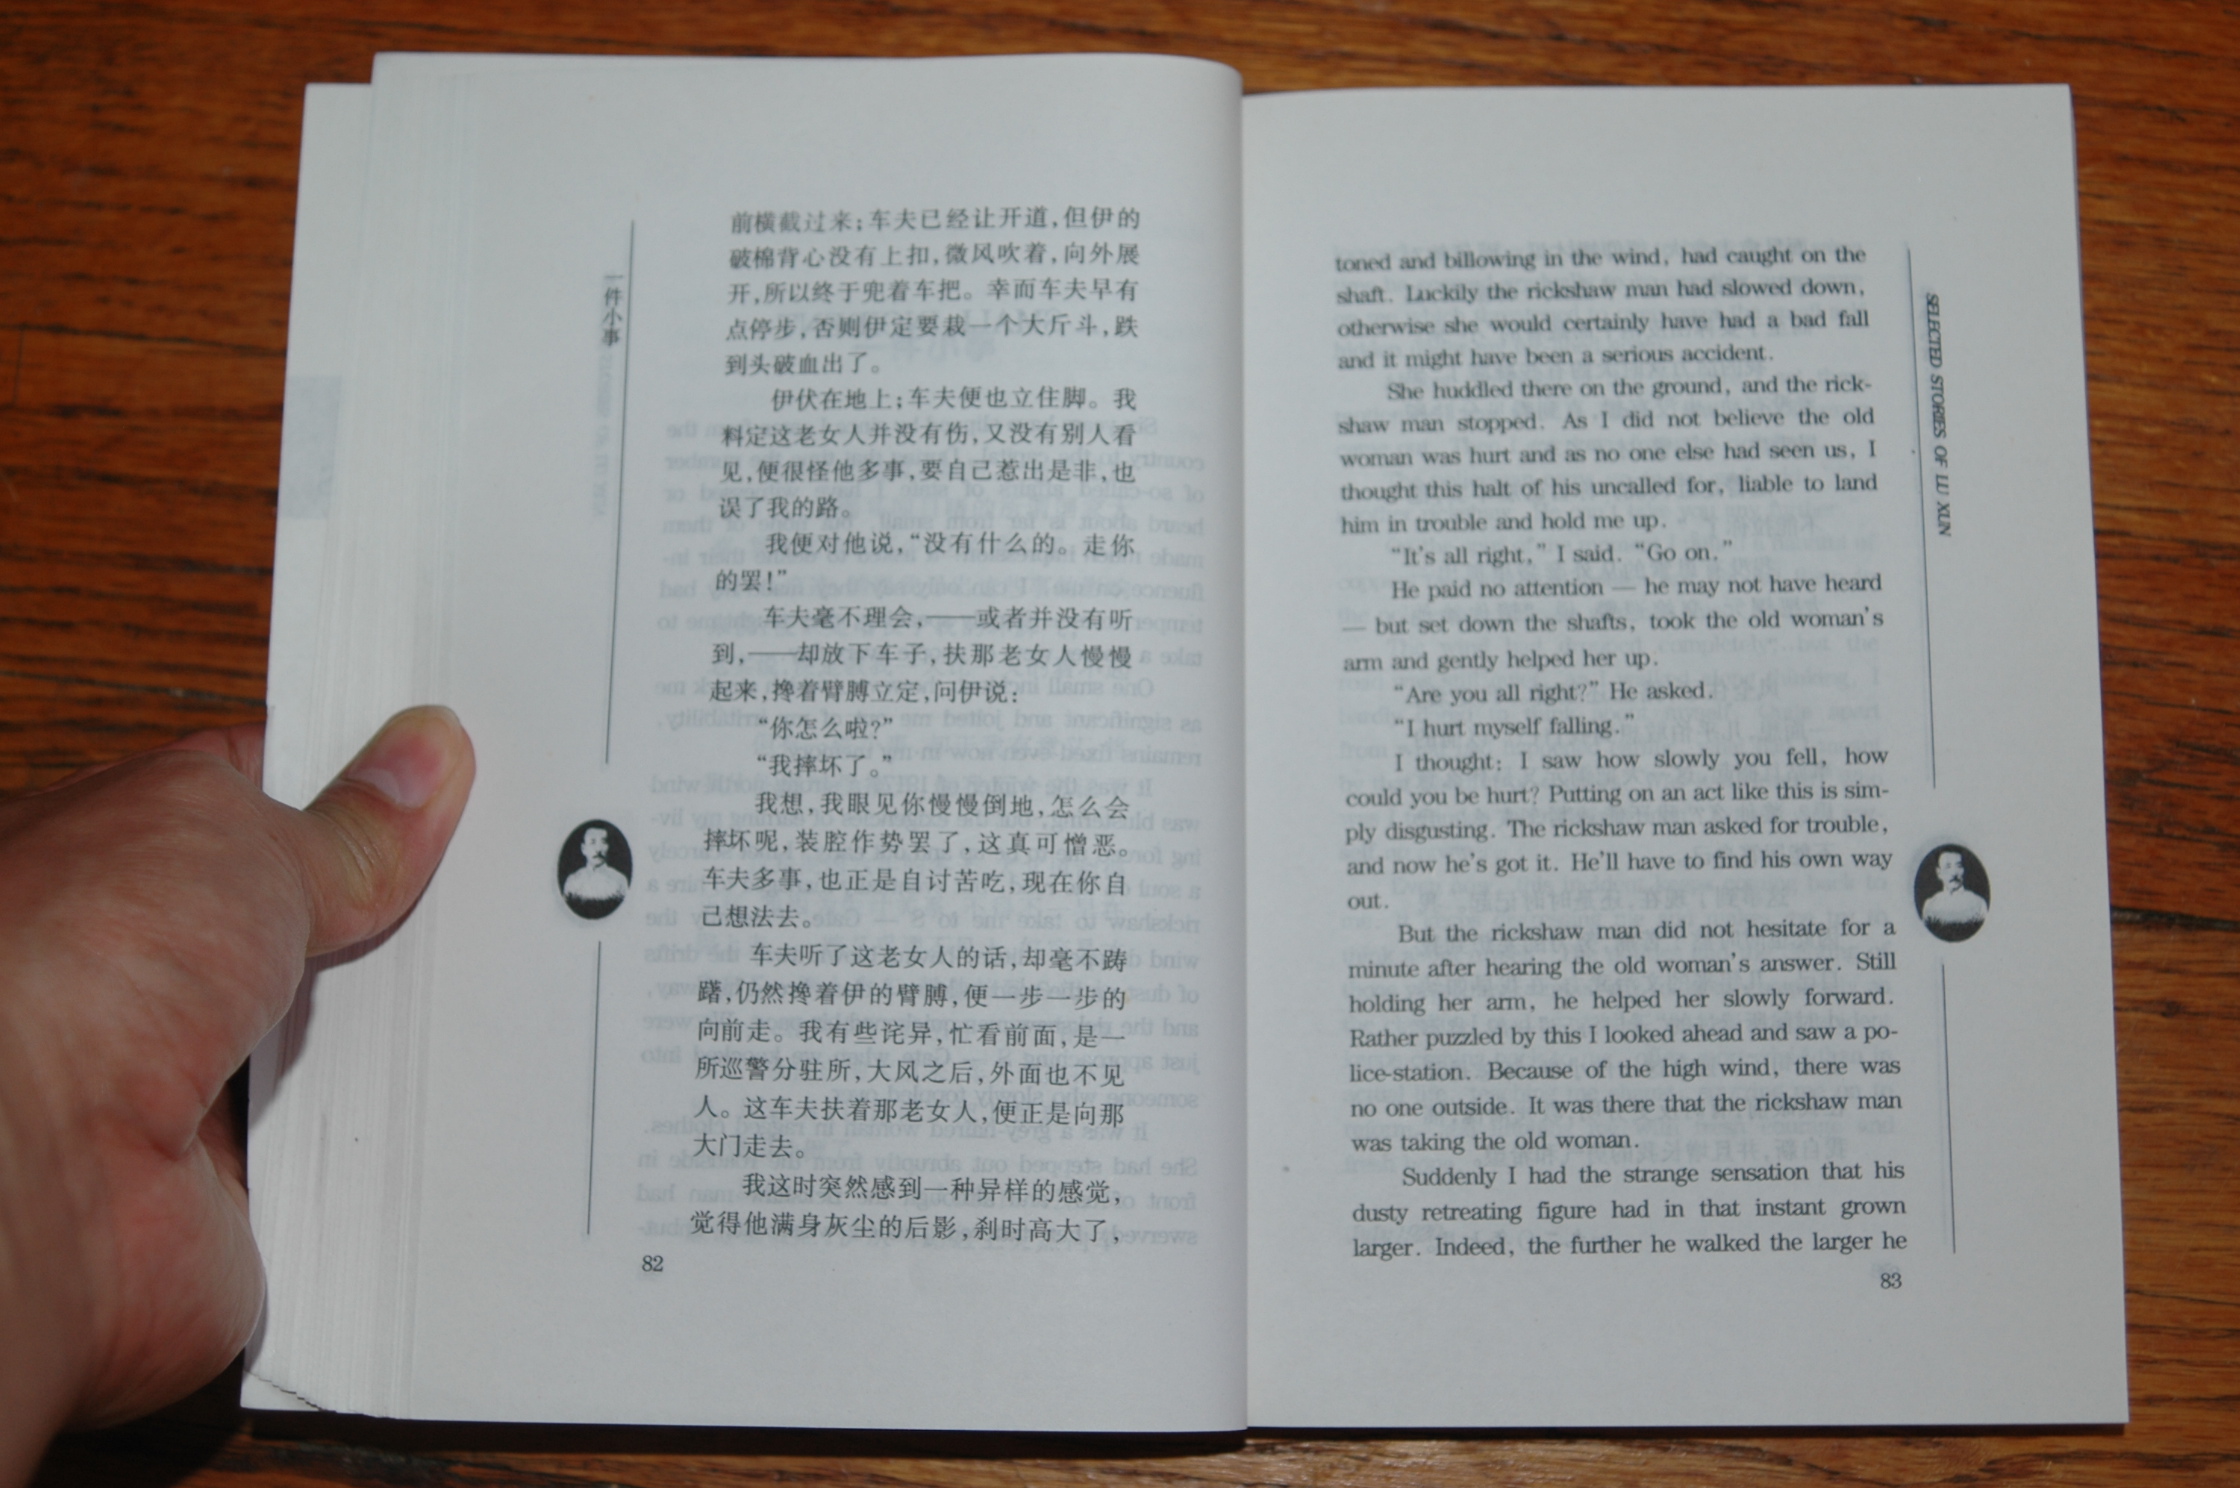 一件小事
前横截过来；车夫已经让开道，但伊的
破棉背心没有上扣，微风吹着，向外展
开，所以终于兜着车把。幸而车夫早有
点停步，否则伊定要栽一个大斤斗，跌
到头破血出了。
伊伏在地上；车夫便也立住脚。我
料定这老女人并没有伤，又没有别人看
见，便很怪他多事，要自己惹出是非，也
误了我的路。
我便对他说，“没有什么的。走你
的罢！”
车夫毫不理会，——或者并没有听
到，——却放下车子，扶那老女人慢慢
起来，搀着臂膊立定，问伊说：
“你怎么啦？”
“我摔坏了。”
我想，我眼见你慢慢倒地，怎么会
摔坏呢，装腔作势罢了，这真可憎恶。
车夫多事，也正是自讨苦吃，现在你自
己想法去。
车夫听了这老女人的话，却毫不踌
躇，仍然搀着伊的臂膊，便一步一步的
向前走。我有些诧异，忙看前面，是一
所巡警分驻所，大风之后，外面也不见
人。这车夫扶着那老女人，便正是向那
大门走去。
我这时突然感到一种异样的感觉，
觉得他满身灰尘的后影，刹时高大了，
82
SELECTED STORIES OF LU XUN
toned and billowing in the wind, had caught on the
shaft. Luckily the rickshaw man had slowed down,
otherwise she would certainly have had a bad fall
and it might have been a serious accident.
She huddled there on the ground, and the rick-
shaw man stopped. As I did not believe the old
woman was hurt and as no one else had seen us, I
thought this halt of his uncalled for, liable to land
him in trouble and hold me up.
“It's all right,” I said. “Go on.”
He paid no attention — he may not have heard
— but set down the shafts, took the old woman's
arm and gently helped her up.
“Are you all right?” He asked.
“I hurt myself falling.”
I thought: I saw how slowly you fell, how
could you be hurt? Putting on an act like this is sim-
ply disgusting. The rickshaw man asked for trouble,
and now he's got it. He'll have to find his own way
out.
But the rickshaw man did not hesitate for a
minute after hearing the old woman's answer. Still
holding her arm, he helped her slowly forward.
Rather puzzled by this I looked ahead and saw a po-
lice-station. Because of the high wind, there was
no one outside. It was there that the rickshaw man
was taking the old woman.
Suddenly I had the strange sensation that his
dusty retreating figure had in that instant grown
larger. Indeed, the further he walked the larger he
83